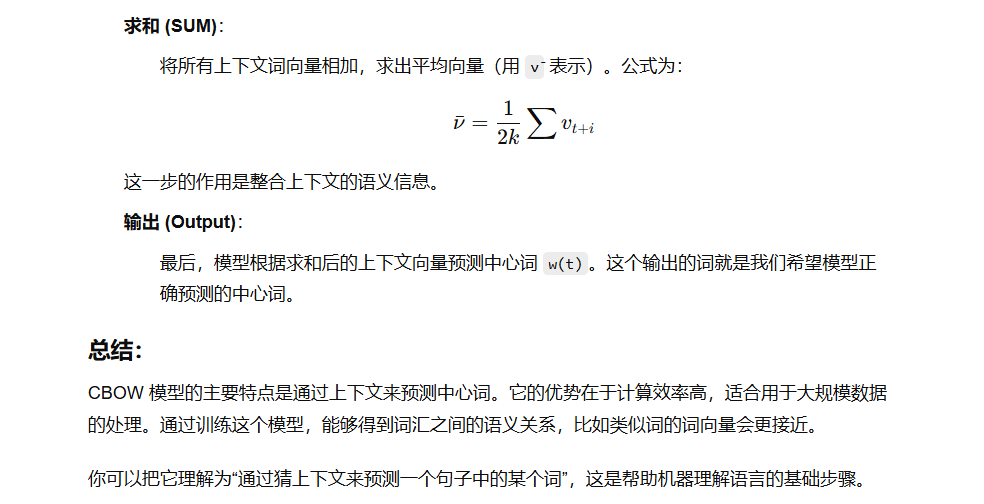 求和 (SUM)：
将所有上下文词向量相加，求出平均向量（用 v̄ 表示）。公式为：
ν̄ = 1/2k ∑ v_{t+i}
这一步的作用是整合上下文的语义信息。
输出 (Output)：
最后，模型根据求和后的上下文向量预测中心词 w(t) 。这个输出的词就是我们希望模型正
确预测的中心词。
总结：
CBOW 模型的主要特点是通过上下文来预测中心词。它的优势在于计算效率高，适合用于大规模数据
的处理。通过训练这个模型，能够得到词汇之间的语义关系，比如类似词的词向量会更接近。
你可以把它理解为“通过猜上下文来预测一个句子中的某个词”，这是帮助机器理解语言的基础步骤。